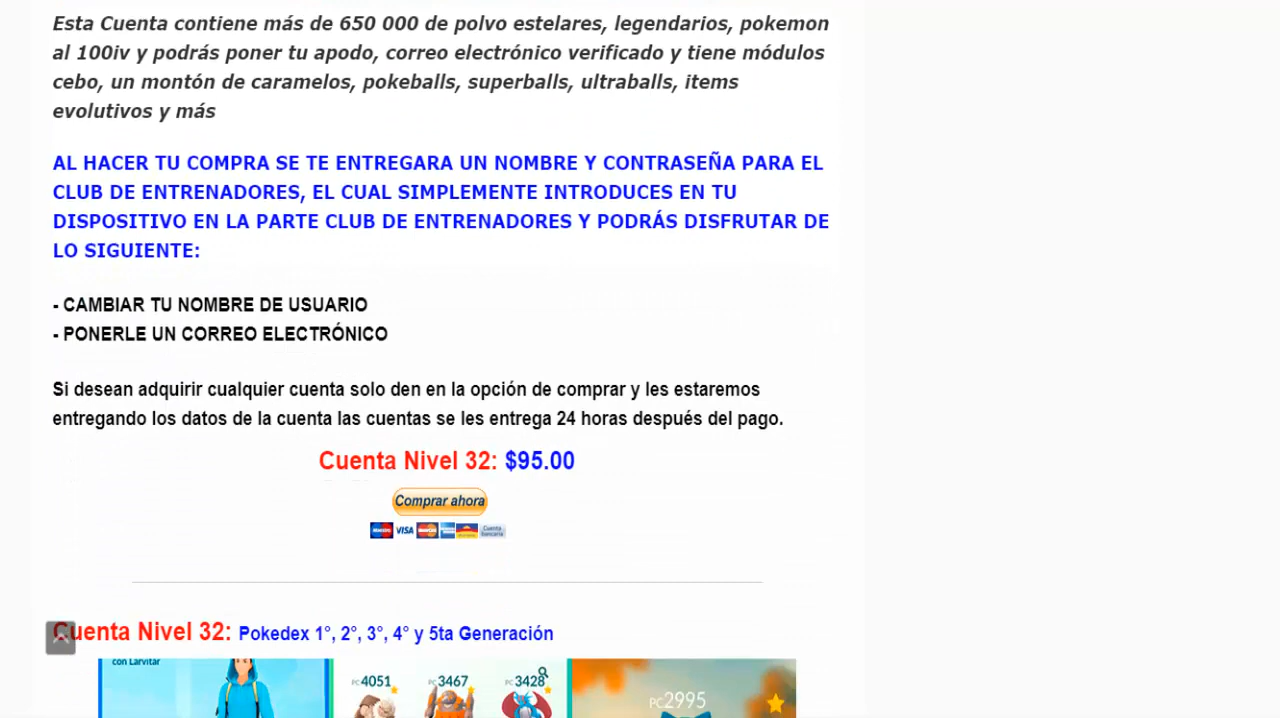 Esta Cuenta contiene más de 650 000 de polvo estelares, legendarios, pokemon
al 100iv y podrás poner tu apodo, correo electrónico verificado y tiene módulos
cebo, un montón de caramelos, pokeballs, superballs, ultraballs, items
evolutivos y más
AL HACER TU COMPRA SE TE ENTREGARA UN NOMBRE Y CONTRASEÑA PARA EL
CLUB DE ENTRENADORES, EL CUAL SIMPLEMENTE INTRODUCES EN TU
DISPOSITIVO EN LA PARTE CLUB DE ENTRENADORES Y PODRÁS DISFRUTAR DE
LO SIGUIENTE:
- CAMBIAR TU NOMBRE DE USUARIO
- PONERLE UN CORREO ELECTRÓNICO
Si desean adquirir cualquier cuenta solo den en la opción de comprar y les estaremos
entregando los datos de la cuenta las cuentas se les entrega 24 horas después del pago.
Cuenta Nivel 32: $95.00
Comprar ahora
VISA Cuenta bancaria
Cuenta Nivel 32: Pokedex 1°, 2°, 3°, 4° y 5ta Generación
con Larvitar
PC4051 PC3467 PC3428
PC2995